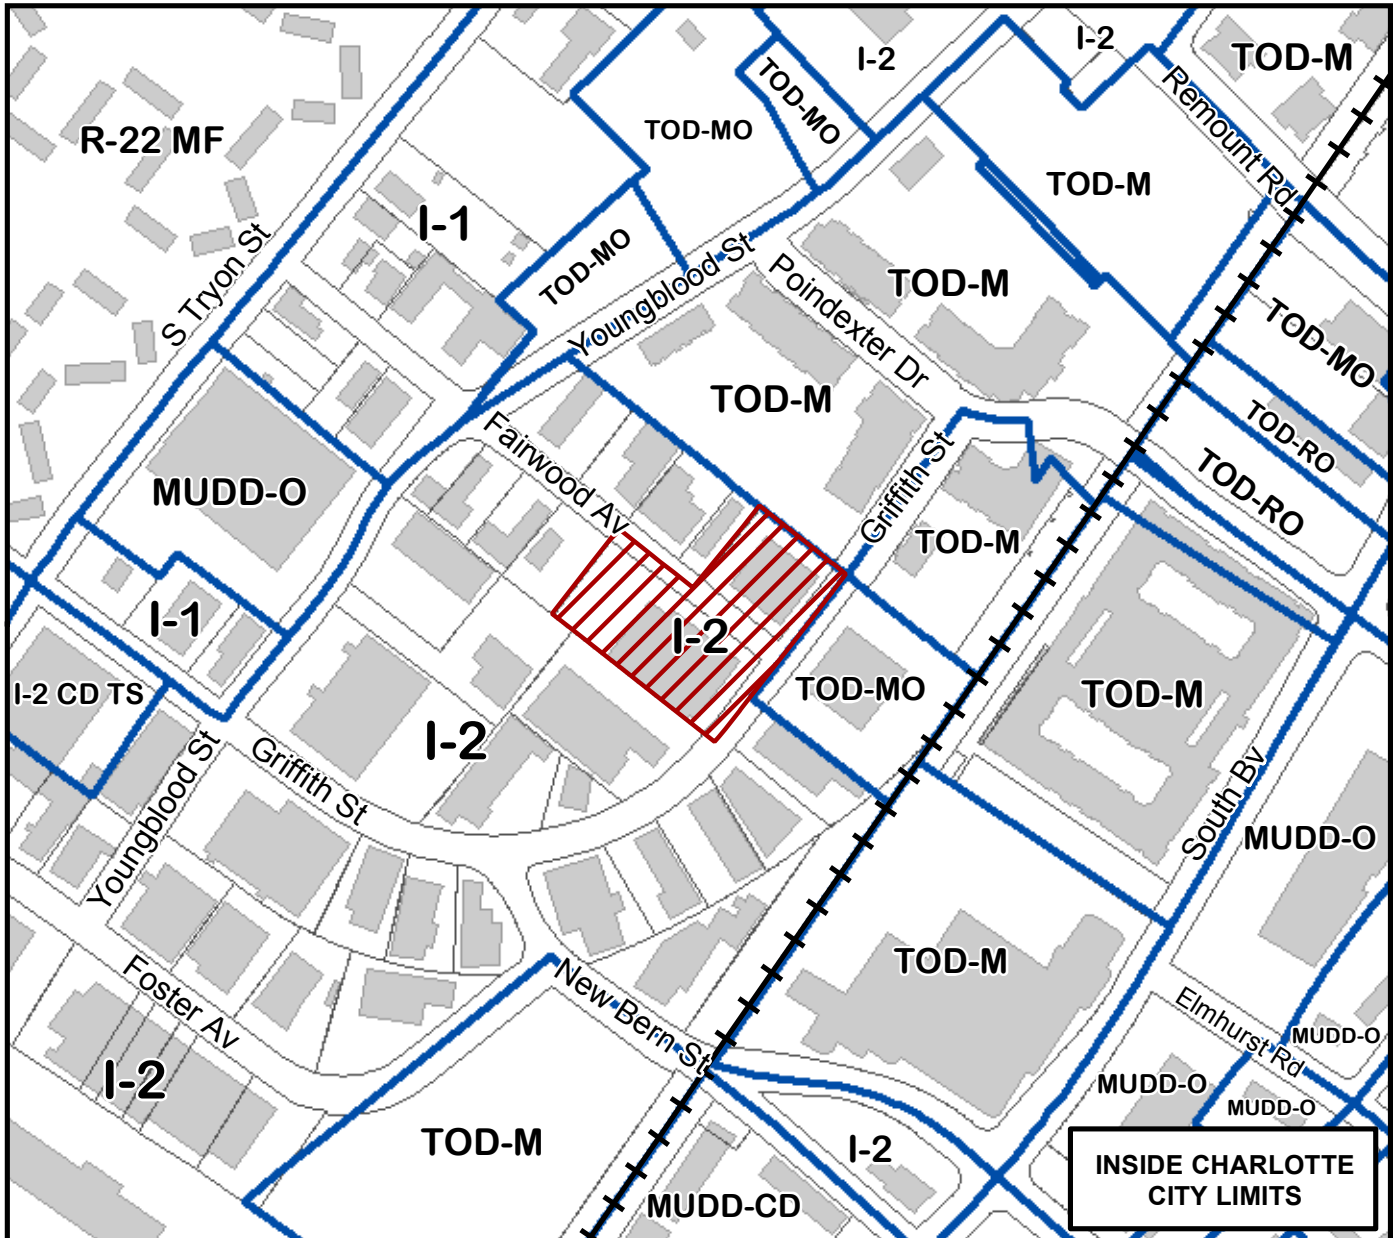 I-2
I-2
TOD-M
R-22 MF
TOD-MO
TOD-MO
Remount Rd
TOD-M
I-1
TOD-MO
S Tryon St
Youngblood St
Poindexter Dr
TOD-M
TOD-MO
TOD-M
TOD-RO
Fairwood Av
Griffith St
MUDD-O
TOD-RO
TOD-M
I-1
I-2
I-2 CD TS
TOD-MO
TOD-M
I-2
Griffith St
Youngblood St
South Bv
MUDD-O
TOD-M
Foster Av
New Bern St
Elmhurst Rd
MUDD-O
I-2
MUDD-O
MUDD-O
TOD-M
I-2
MUDD-CD
INSIDE CHARLOTTE
CITY LIMITS